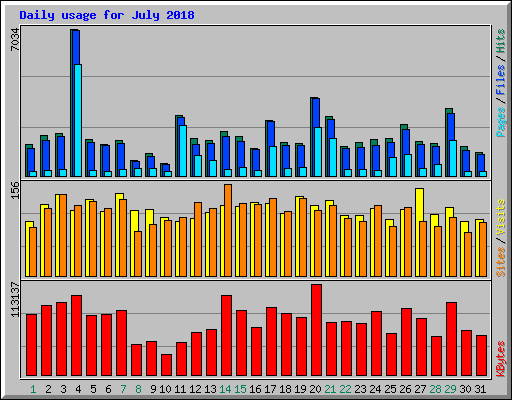 Daily usage for July 2018
7034
Pages / Files / Hits
156
Sites / Visits
113137
KBytes
1 2 3 4 5 6 7 8 9 10 11 12 13 14 15 16 17 18 19 20 21 22 23 24 25 26 27 28 29 30 31